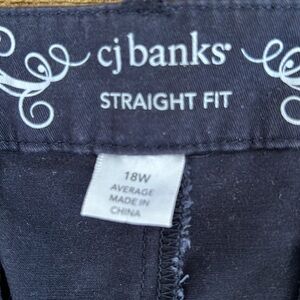 cj banks
STRAIGHT FIT
18W
AVERAGE
MADE IN
CHINA